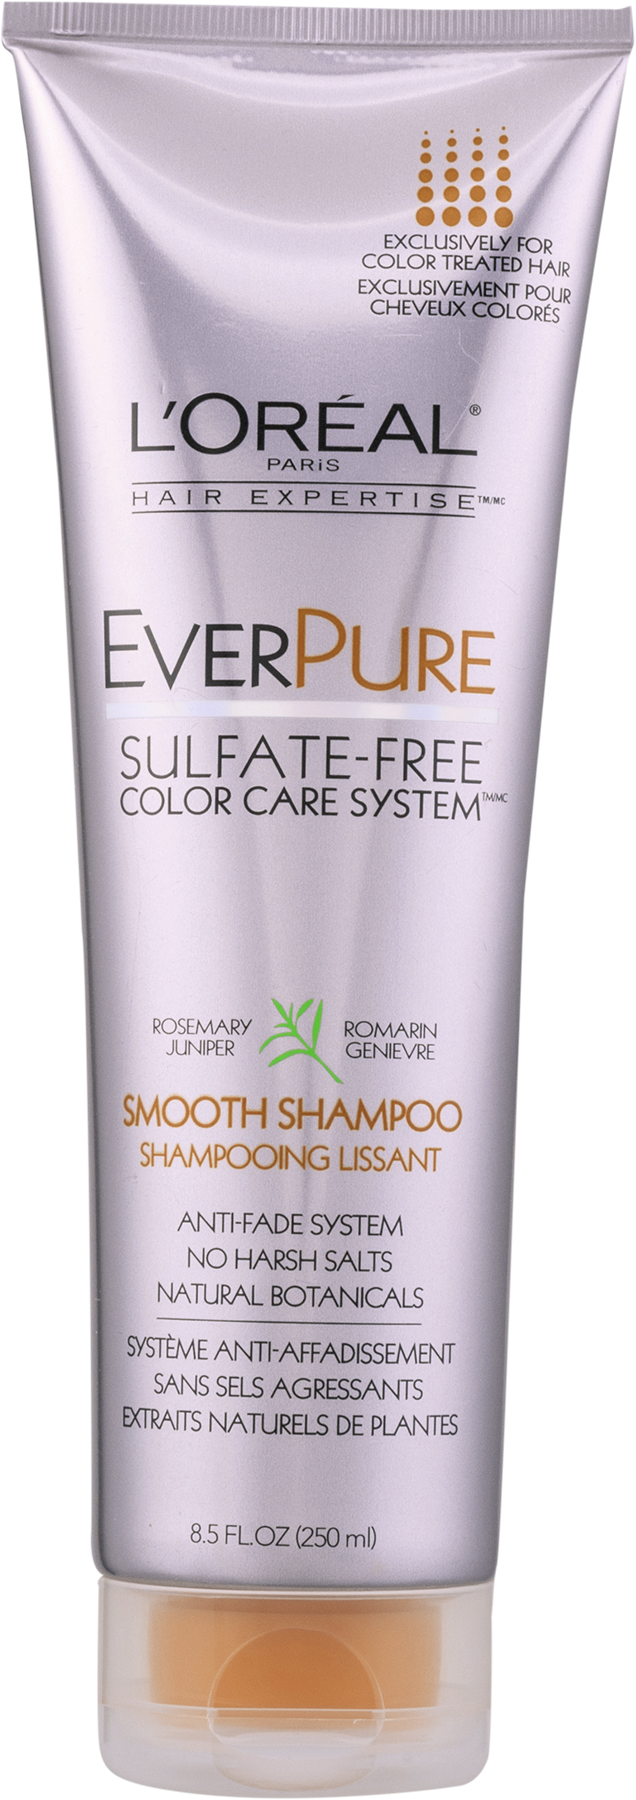 EXCLUSIVELY FOR
COLOR TREATED HAIR
EXCLUSIVEMENT POUR
CHEVEUX COLORÉS
L'ORÉAL®
PARIS
HAIR EXPERTISE™/MC
EVERPURE
SULFATE-FREE
COLOR CARE SYSTEM™/MC
ROSEMARY ROMARIN
JUNIPER GENIEVRE
SMOOTH SHAMPOO
SHAMPOOING LISSANT
ANTI-FADE SYSTEM
NO HARSH SALTS
NATURAL BOTANICALS
SYSTÈME ANTI-AFFADISSEMENT
SANS SELS AGRESSANTS
EXTRAITS NATURELS DE PLANTES
8.5 FL.OZ (250 ml)